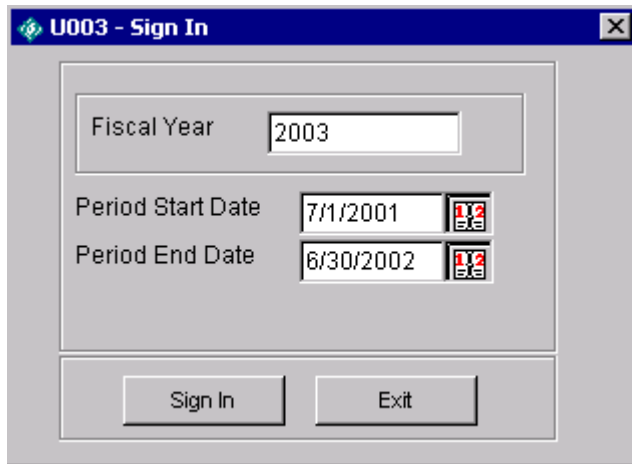 U003 - Sign In
Fiscal Year 2003
Period Start Date 7/1/2001
Period End Date 6/30/2002
Sign In Exit